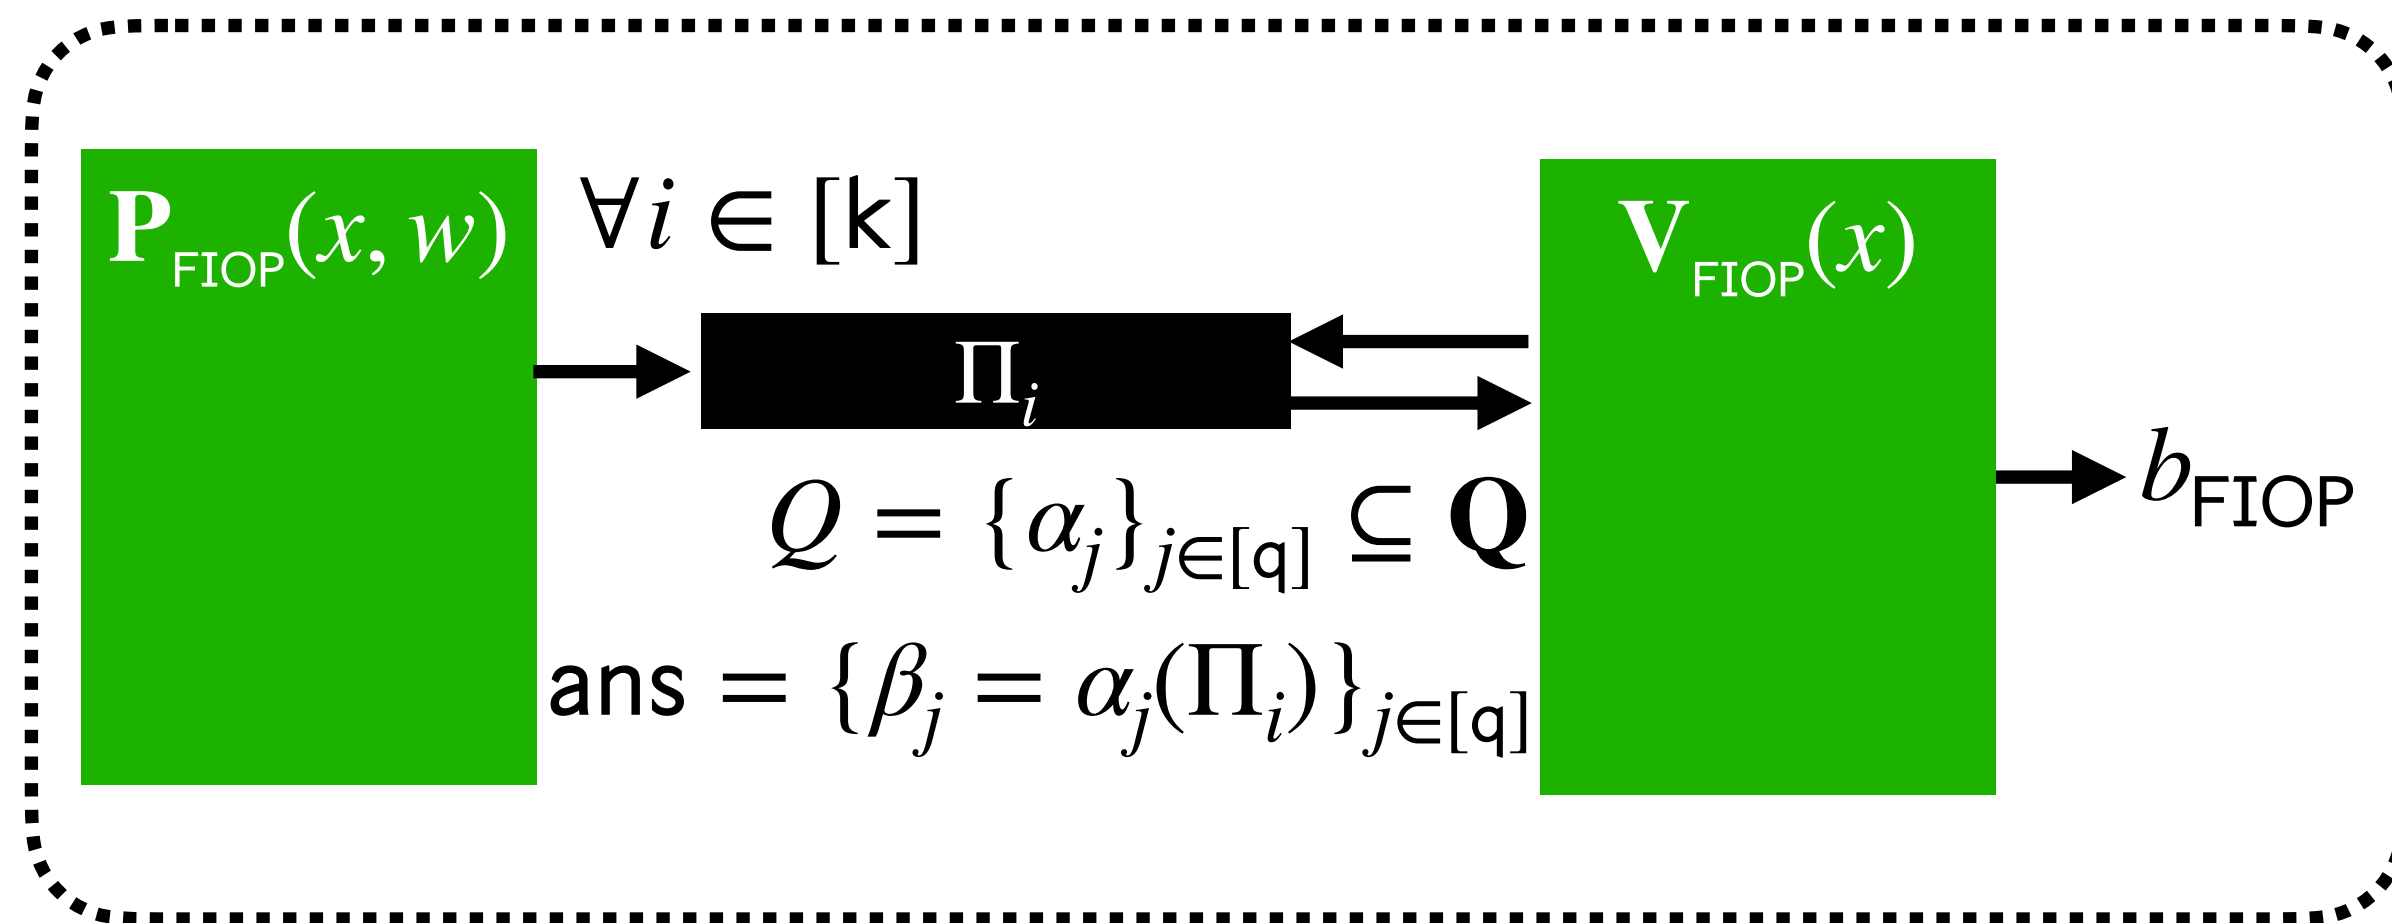 𝐏_FIOP(x, w)
∀i ∈ [k]
𝐕_FIOP(x)
Π_i
b_FIOP
Q = {α_j}_{j∈[q]} ⊆ 𝐐
ans = {β_j = α_j(Π_i)}_{j∈[q]}